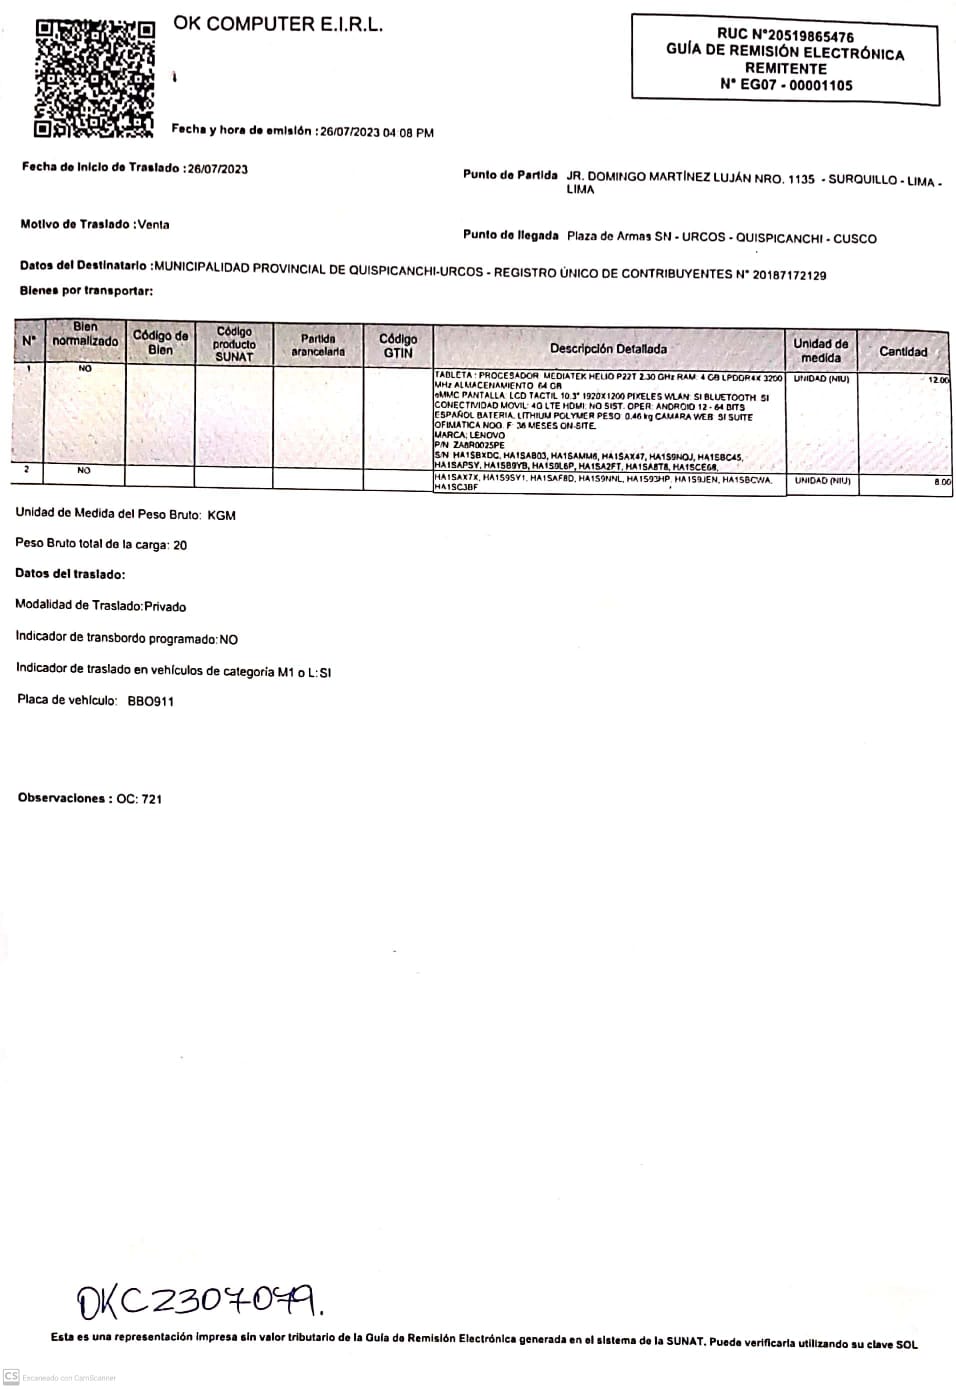 OK COMPUTER E.I.R.L.
RUC N°20519865476
GUÍA DE REMISIÓN ELECTRÓNICA
REMITENTE
N° EG07 - 00001105
Fecha y hora de emisión :26/07/2023 04 08 PM
Fecha de Inicio de Traslado :26/07/2023
Punto de Partida JR. DOMINGO MARTÍNEZ LUJÁN NRO. 1135 - SURQUILLO - LIMA -
LIMA
Motivo de Traslado :Venta
Punto de llegada Plaza de Armas SN - URCOS - QUISPICANCHI - CUSCO
Datos del Destinatario :MUNICIPALIDAD PROVINCIAL DE QUISPICANCHI-URCOS - REGISTRO ÚNICO DE CONTRIBUYENTES N° 20187172129
Bienes por transportar:
N° Bien normalizado Código de Bien Código producto SUNAT Partida arancelaria Código GTIN Descripción Detallada Unidad de medida Cantidad
1 NO TABLETA : PROCESADOR MEDIATEK HELIO P22T 2.30 GHz RAM: 4 GB LPDDR4X 3200 UNIDAD (NIU) 12.00
MHz ALMACENAMIENTO 64 GB
eMMC PANTALLA LCD TACTIL 10.3" 1920X1200 PIXELES WLAN: SI BLUETOOTH SI
CONECTIVIDAD MOVIL: 4G LTE HDMI: NO SIST. OPER: ANDROID 12 - 64 BITS
ESPAÑOL BATERIA, LITHIUM POLYMER PESO 0.46 kg CAMARA WEB SI SUITE
OFIMATICA NOO F: 36 MESES ON-SITE.
MARCA; LENOVO
P/N ZA8R0025PE
S/N HA1SBXDC, HA1SAB03, HA1SAMM6, HA1SAX47, HA1S9NQJ, HA1SBC45,
HA1SAPSY, HA1SB9YB, HA1S9L6P, HA1SA2FT, HA1SA8T8, HA1SCEG8,
2 NO HA1SAX7X, HA1S9SY1, HA1SAF8D, HA1S9NNL, HA1S93HP, HA1S9JEN, HA1SBCWA, UNIDAD (NIU) 8.00
HA1SC3BF
Unidad de Medida del Peso Bruto: KGM
Peso Bruto total de la carga: 20
Datos del traslado:
Modalidad de Traslado:Privado
Indicador de transbordo programado:NO
Indicador de traslado en vehículos de categoría M1 o L:SI
Placa de vehículo: BBO911
Observaciones : OC: 721
OKC2307079.
Esta es una representación impresa sin valor tributario de la Guía de Remisión Electrónica generada en el sistema de la SUNAT. Puede verificarla utilizando su clave SOL
CS Escaneado con CamScanner